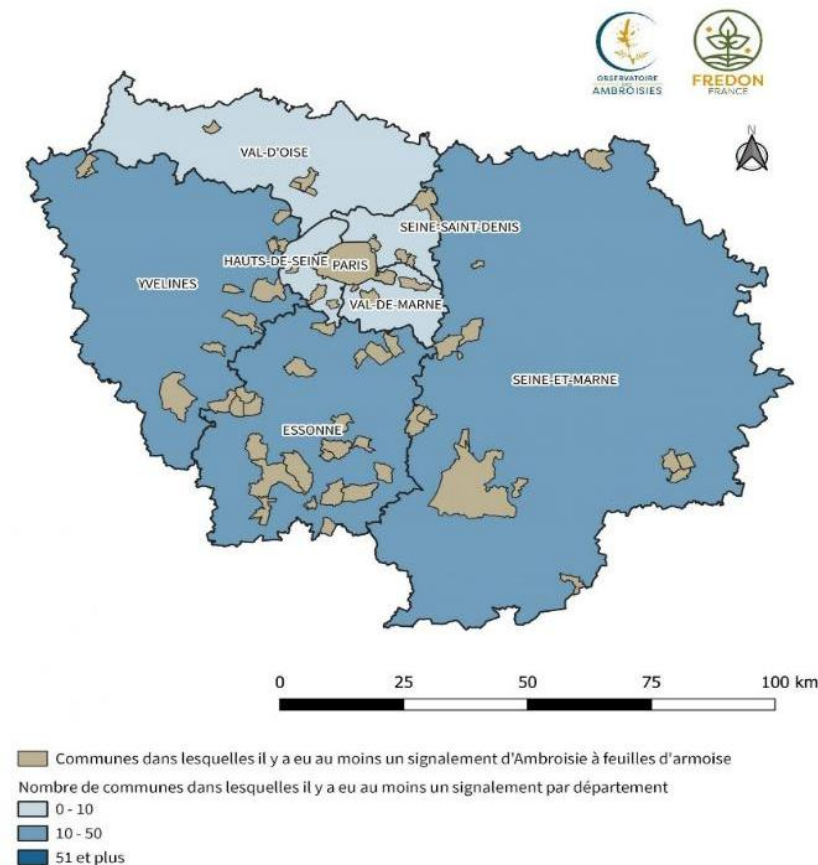 OBSERVATOIRE
DES
AMBROISIES
FREDON
FRANCE
N
VAL-D'OISE
SEINE-SAINT-DENIS
HAUTS-DE-SEINE
PARIS
YVELINES
VAL-DE-MARNE
SEINE-ET-MARNE
ESSONNE
0 25 50 75 100 km
Communes dans lesquelles il y a eu au moins un signalement d'Ambroisie à feuilles d'armoise
Nombre de communes dans lesquelles il y a eu au moins un signalement par département
0 - 10
10 - 50
51 et plus